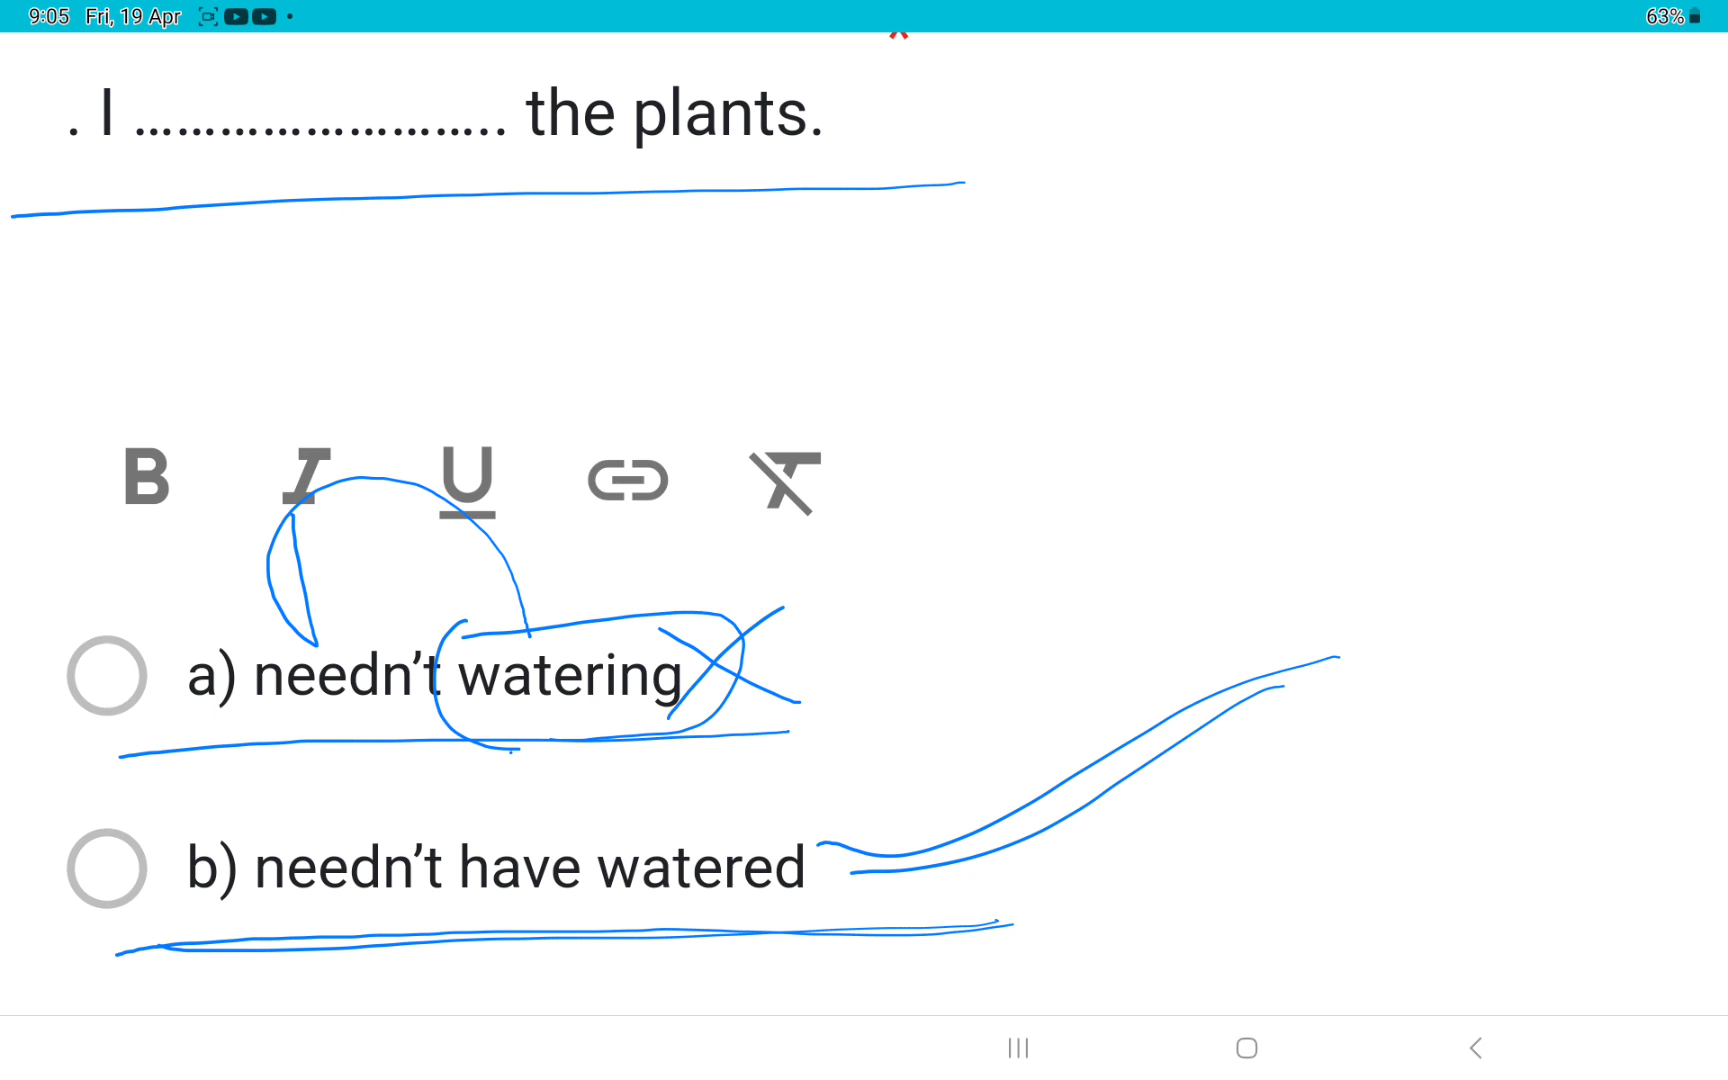 9:05 Fri, 19 Apr
63%
. I ............................ the plants.
B I U
a) needn’t watering
b) needn’t have watered